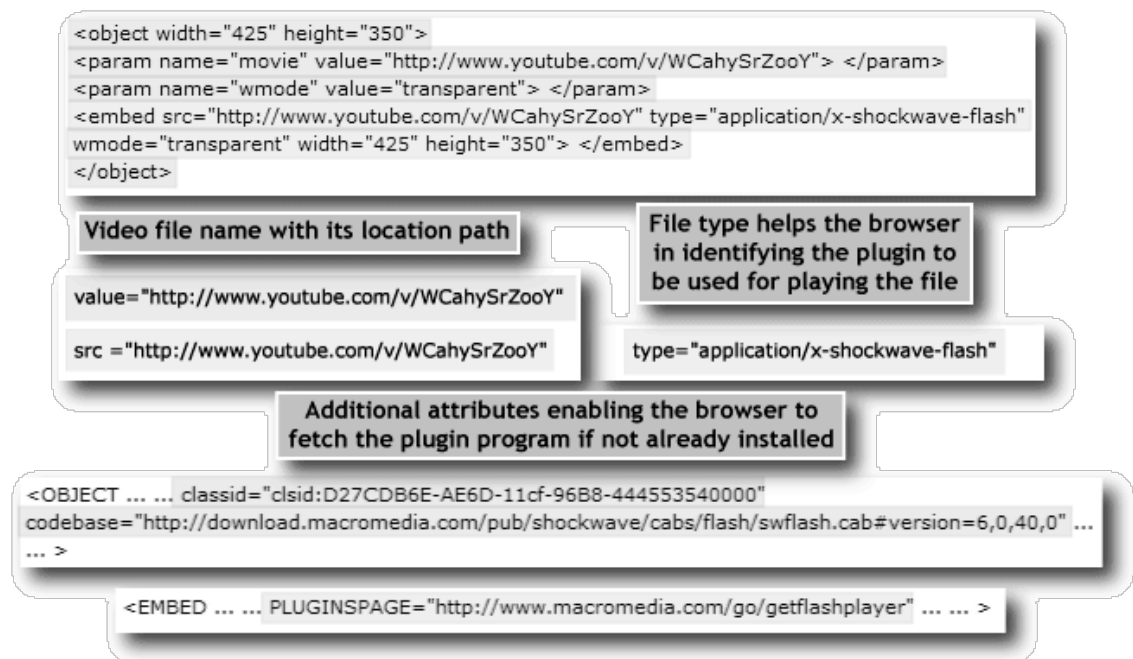 <object width="425" height="350">
<param name="movie" value="http://www.youtube.com/v/WCahySrZooY"> </param>
<param name="wmode" value="transparent"> </param>
<embed src="http://www.youtube.com/v/WCahySrZooY" type="application/x-shockwave-flash"
wmode="transparent" width="425" height="350"> </embed>
</object>
Video file name with its location path
value="http://www.youtube.com/v/WCahySrZooY"
src ="http://www.youtube.com/v/WCahySrZooY"
File type helps the browser
in identifying the plugin to
be used for playing the file
type="application/x-shockwave-flash"
Additional attributes enabling the browser to
fetch the plugin program if not already installed
<OBJECT ... ... classid="clsid:D27CDB6E-AE6D-11cf-96B8-444553540000"
codebase="http://download.macromedia.com/pub/shockwave/cabs/flash/swflash.cab#version=6,0,40,0" ...
... >
<EMBED ... ... PLUGINSPAGE="http://www.macromedia.com/go/getflashplayer" ... ... >